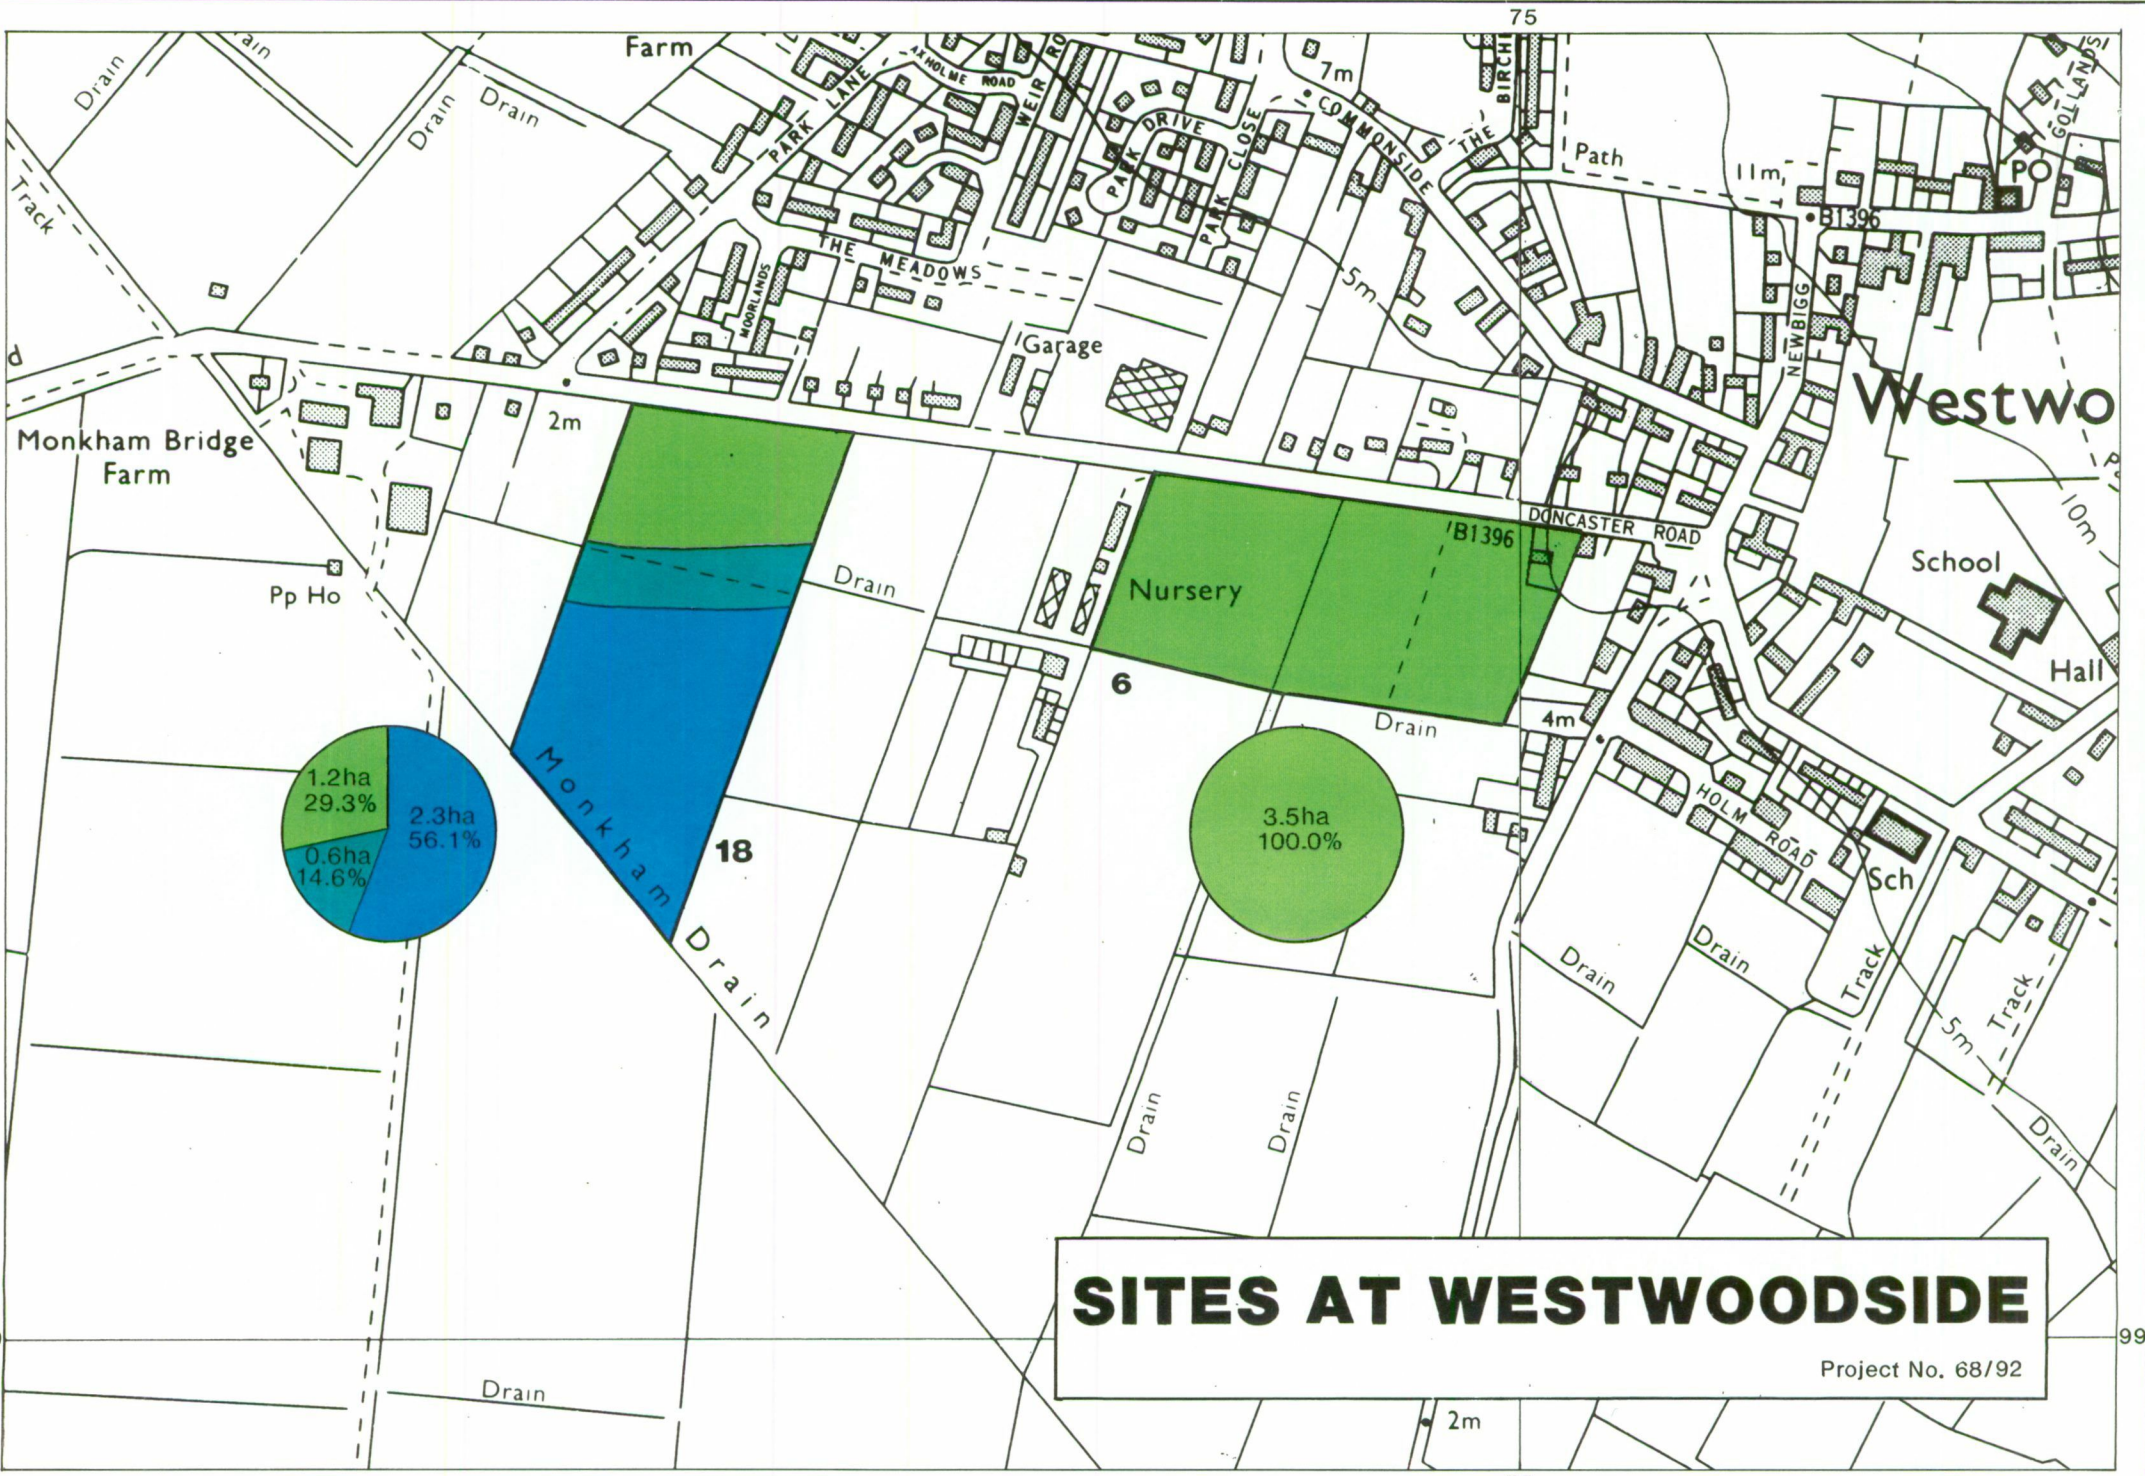 75
Drain
ain
Farm
AXHOLME ROAD
WEIR RO
7m
BIRCH
GOLLANDS
Drain
Drain
PARK LANE
PARK DRIVE
PARK CLOSE
COMMONSIDE
THE
Path
11m
PO
Track
B1396
THE MEADOWS
5m
MOORLANDS
NEWBIGG
d
Garage
Westwo
2m
Monkham Bridge
Farm
10m
DONCASTER ROAD
B1396
School
Drain
Nursery
Pp Ho
Hall
6
4m
Drain
1.2ha
29.3%
2.3ha
56.1%
0.6ha
14.6%
Monkham Drain
18
3.5ha
100.0%
HOLM ROAD
Sch
Drain
Drain
Track
Track
5m
Drain
Drain
Drain
SITES AT WESTWOODSIDE
Project No. 68/92
99
Drain
2m